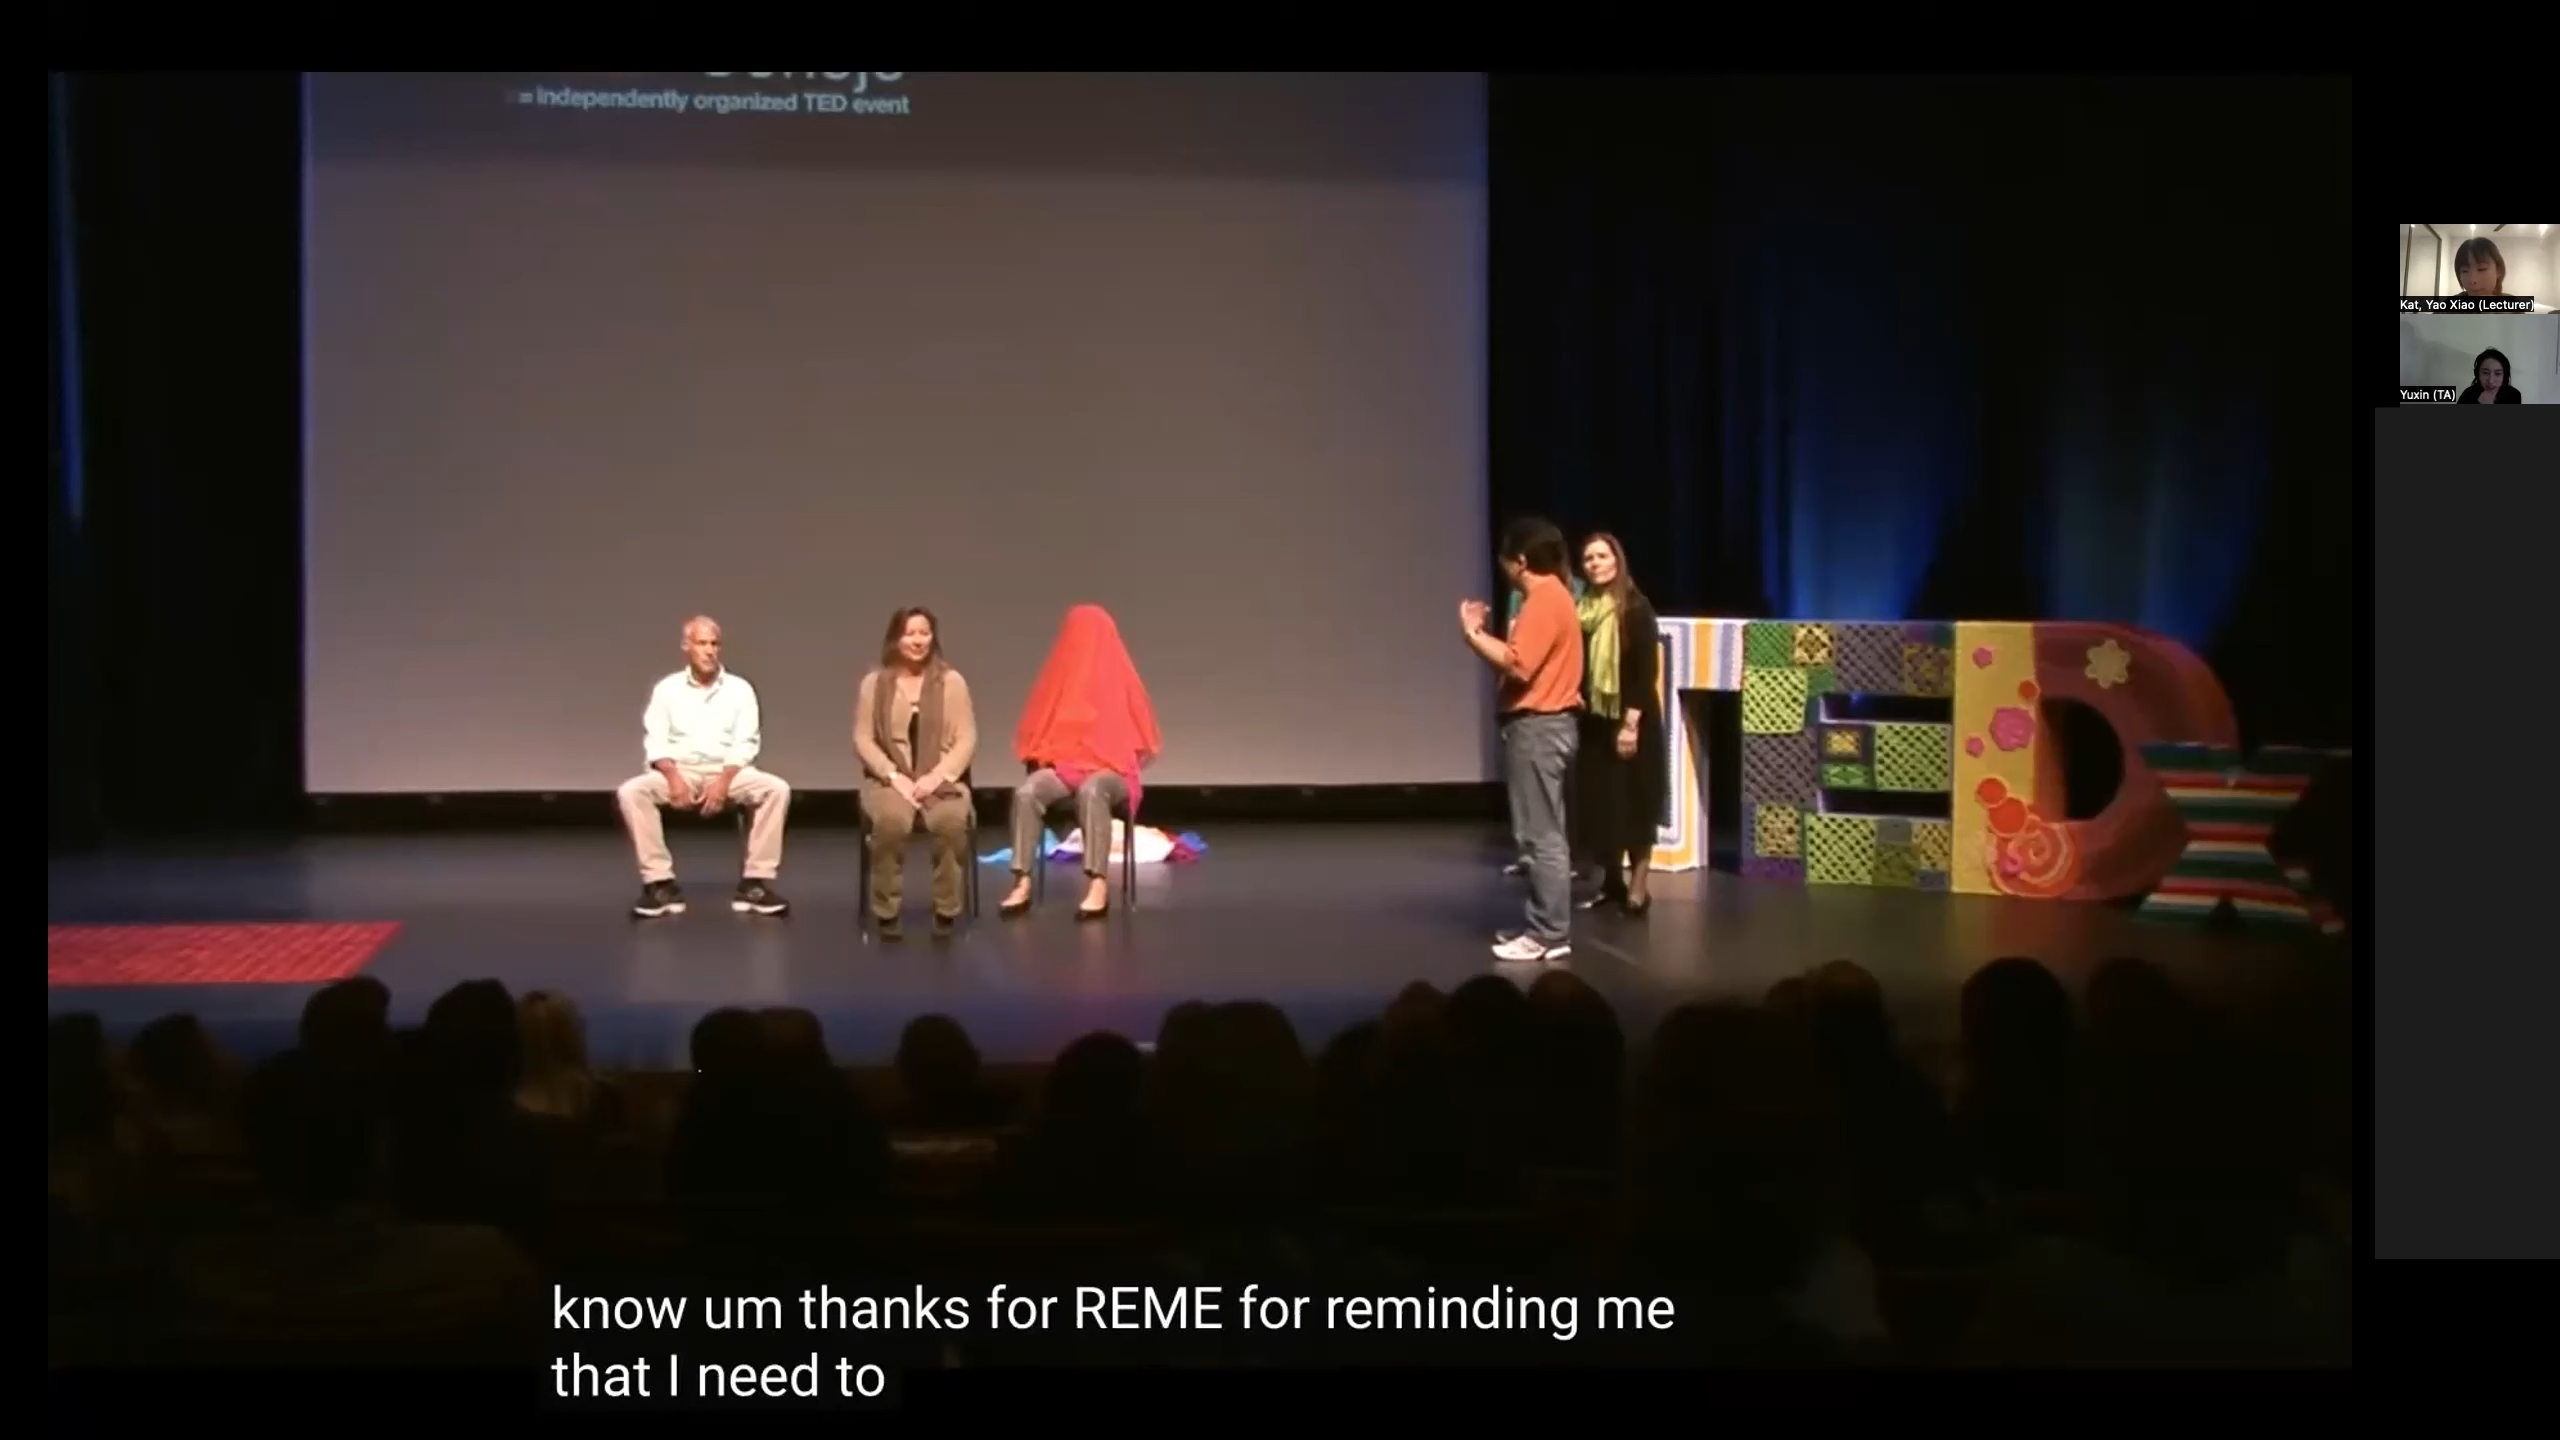 = independently organized TED event
Kat, Yao Xiao (Lecturer)
Yuxin (TA)
TED
know um thanks for REME for reminding me
that I need to